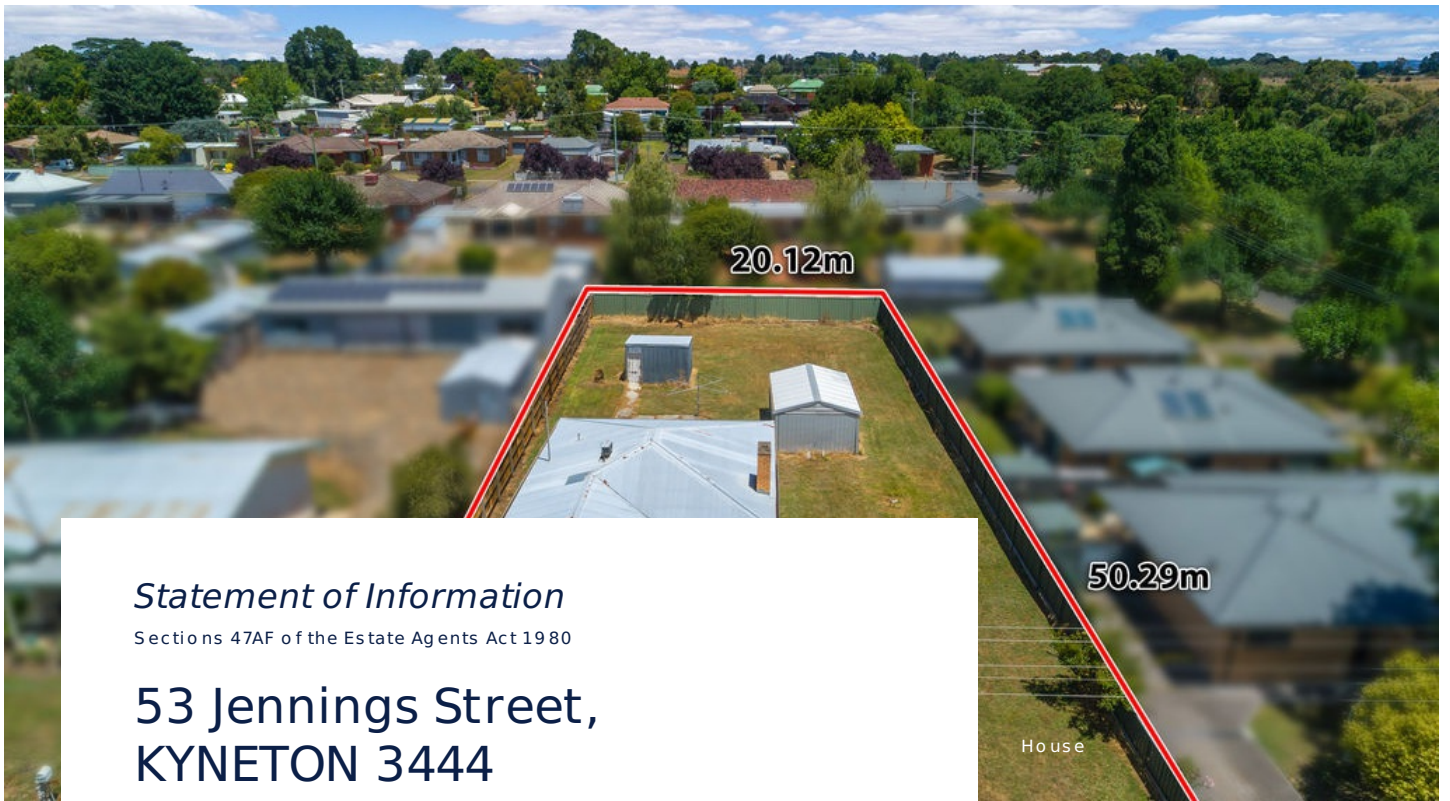 20.12m
50.29m
Statement of Information
Sections 47AF of the Estate Agents Act 1980
53 Jennings Street,
KYNETON 3444
House